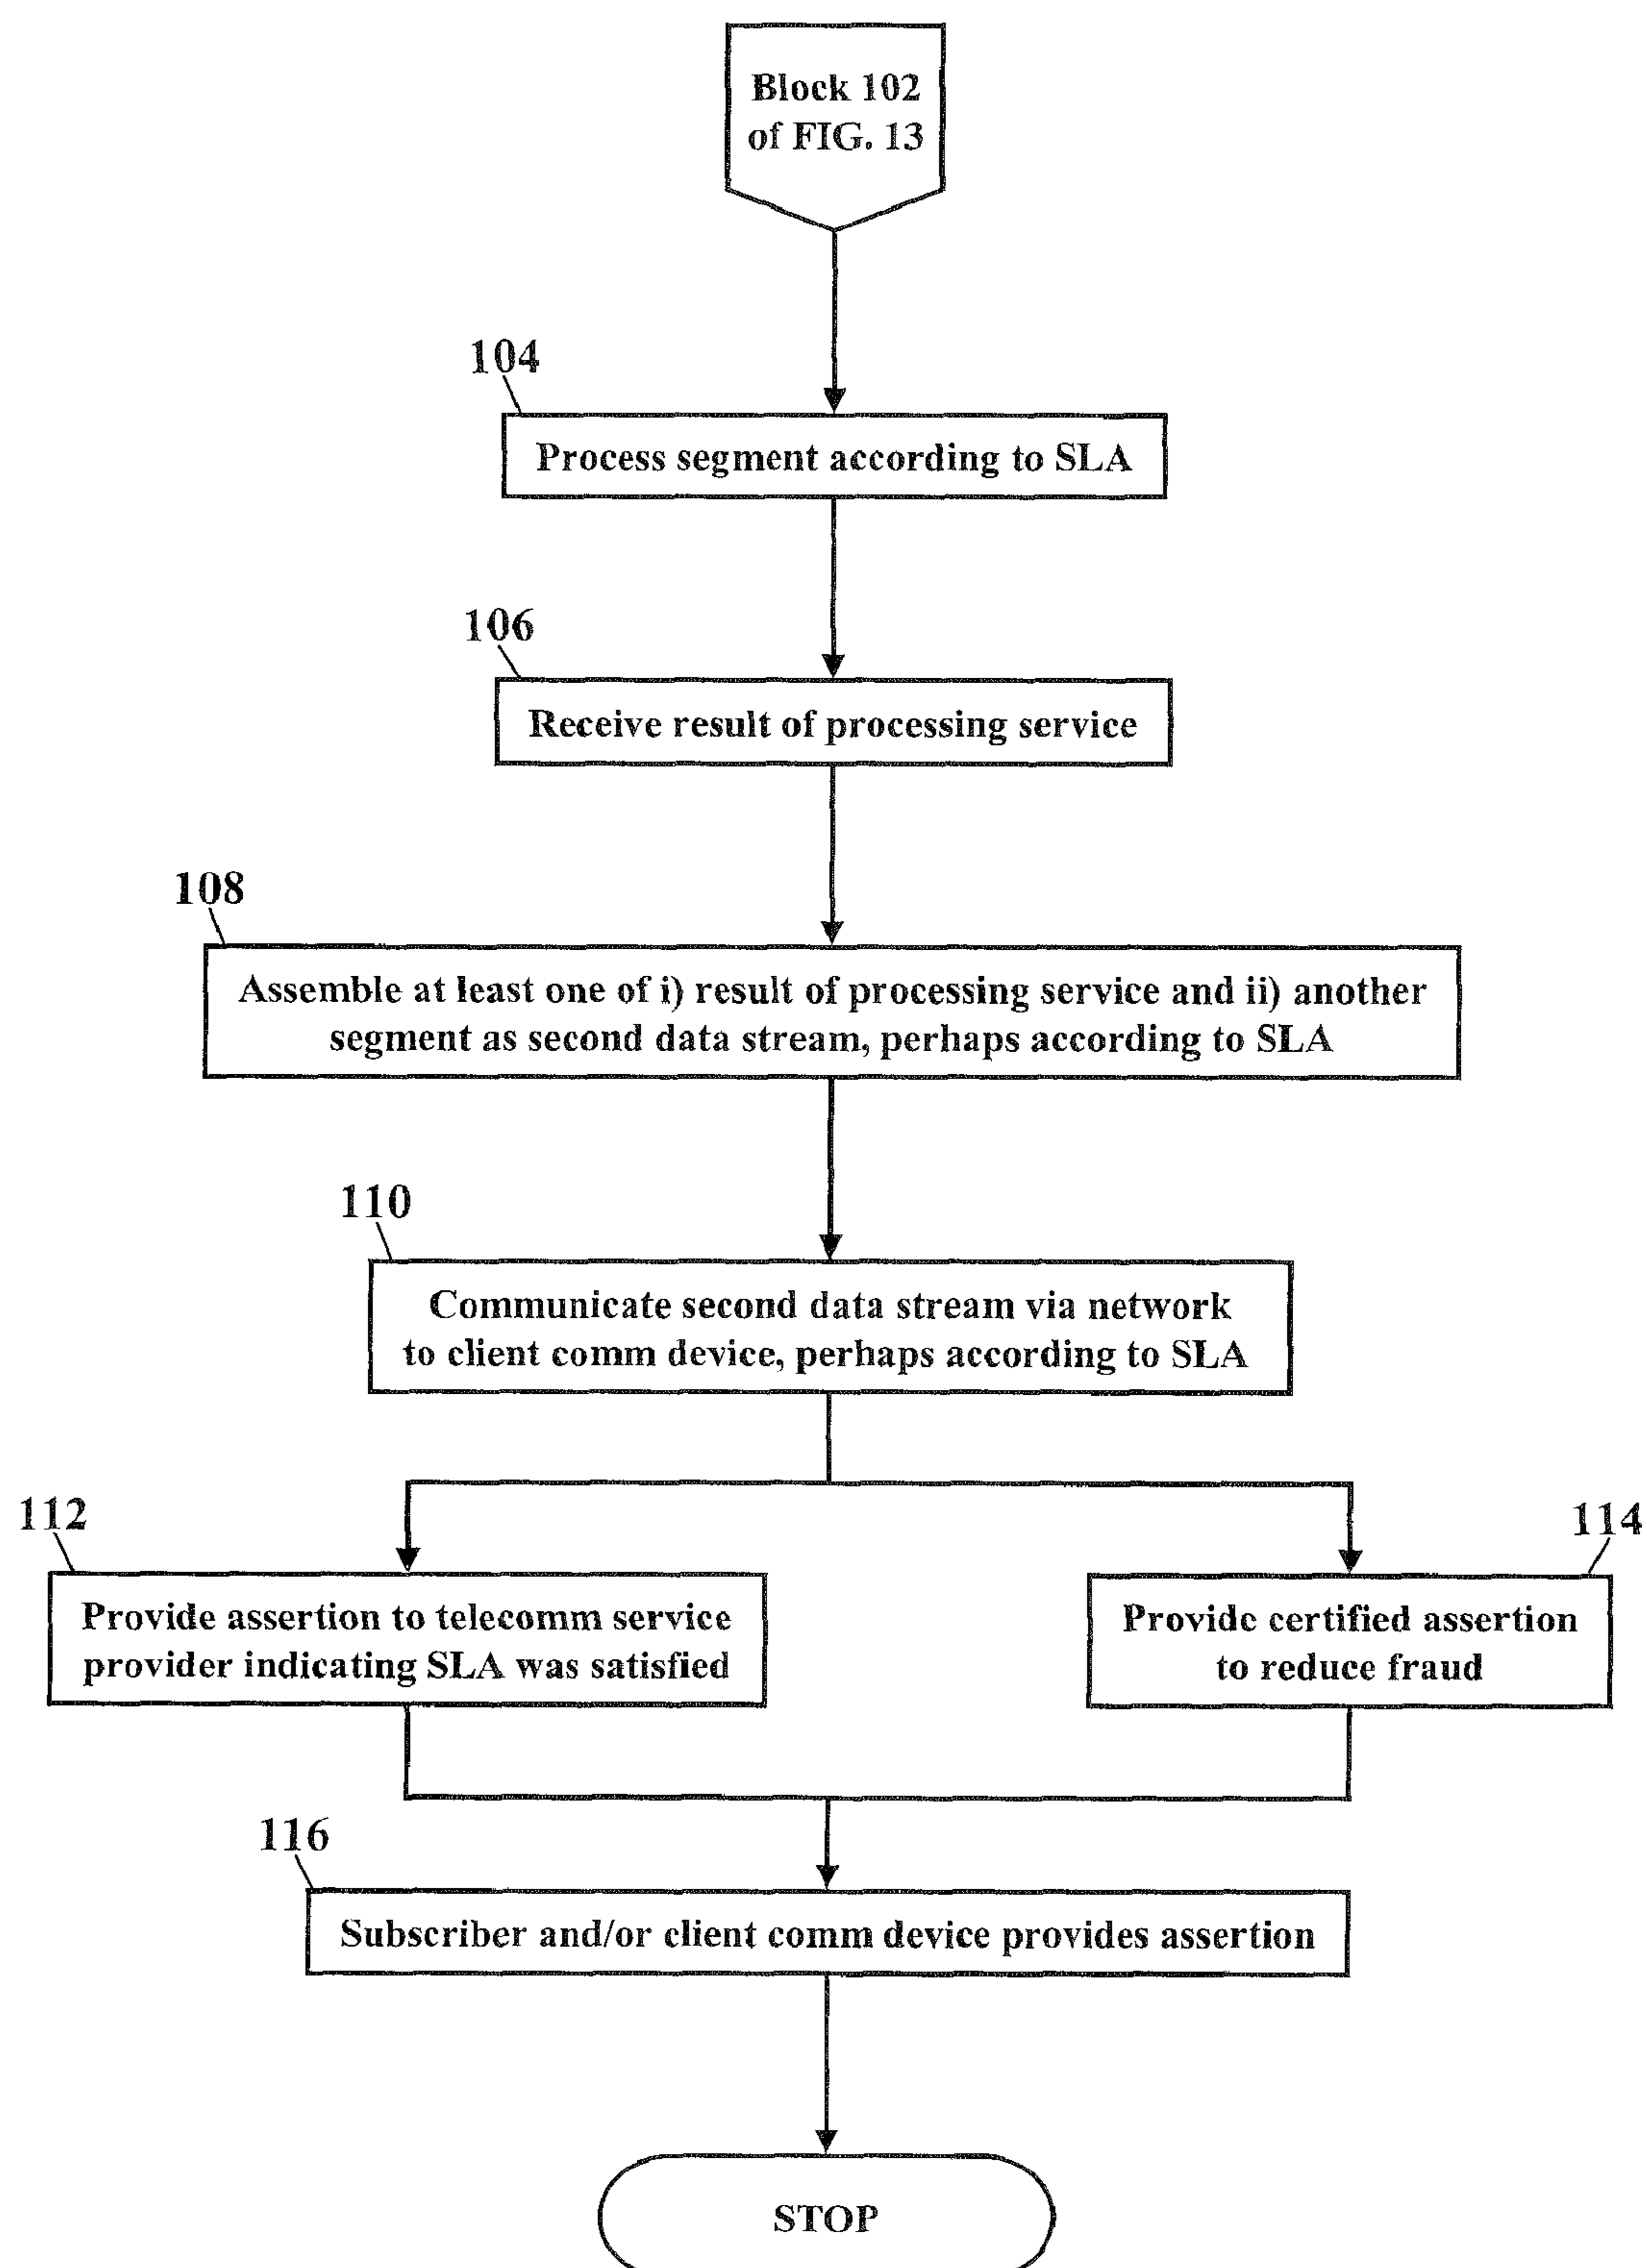 Block 102
of FIG. 13
104
Process segment according to SLA
106
Receive result of processing service
108
Assemble at least one of i) result of processing service and ii) another
segment as second data stream, perhaps according to SLA
110
Communicate second data stream via network
to client comm device, perhaps according to SLA
112
Provide assertion to telecomm service
provider indicating SLA was satisfied
114
Provide certified assertion
to reduce fraud
116
Subscriber and/or client comm device provides assertion
STOP